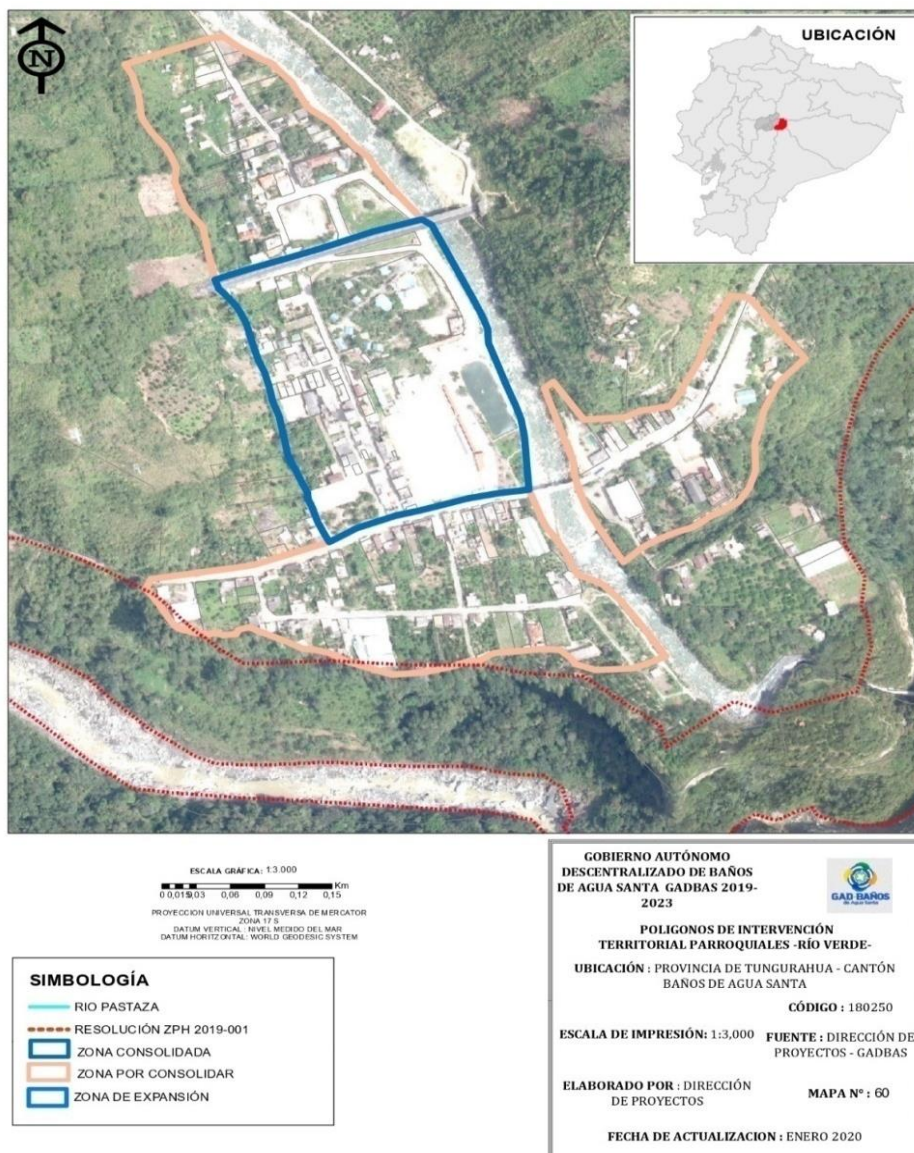 N
UBICACIÓN
ESCALA GRÁFICA: 1:3.000
Km
0 0,0150,03 0,06 0,09 0,12 0,15
PROYECCION UNIVERSAL TRANSVERSA DE MERCATOR
ZONA 17 S
DATUM VERTICAL : NIVEL MEDIDO DEL MAR
DATUM HORITZONTAL: WORLD GEODESIC SYSTEM
SIMBOLOGÍA
RIO PASTAZA
RESOLUCIÓN ZPH 2019-001
ZONA CONSOLIDADA
ZONA POR CONSOLIDAR
ZONA DE EXPANSIÓN
GOBIERNO AUTÓNOMO
DESCENTRALIZADO DE BAÑOS
DE AGUA SANTA GADBAS 2019-
2023
GAD BAÑOS
de Agua Santa
POLIGONOS DE INTERVENCIÓN
TERRITORIAL PARROQUIALES -RÍO VERDE-
UBICACIÓN : PROVINCIA DE TUNGURAHUA - CANTÓN
BAÑOS DE AGUA SANTA
CÓDIGO : 180250
ESCALA DE IMPRESIÓN: 1:3,000
FUENTE : DIRECCIÓN DE
PROYECTOS - GADBAS
ELABORADO POR : DIRECCIÓN
DE PROYECTOS
MAPA Nº : 60
FECHA DE ACTUALIZACION : ENERO 2020